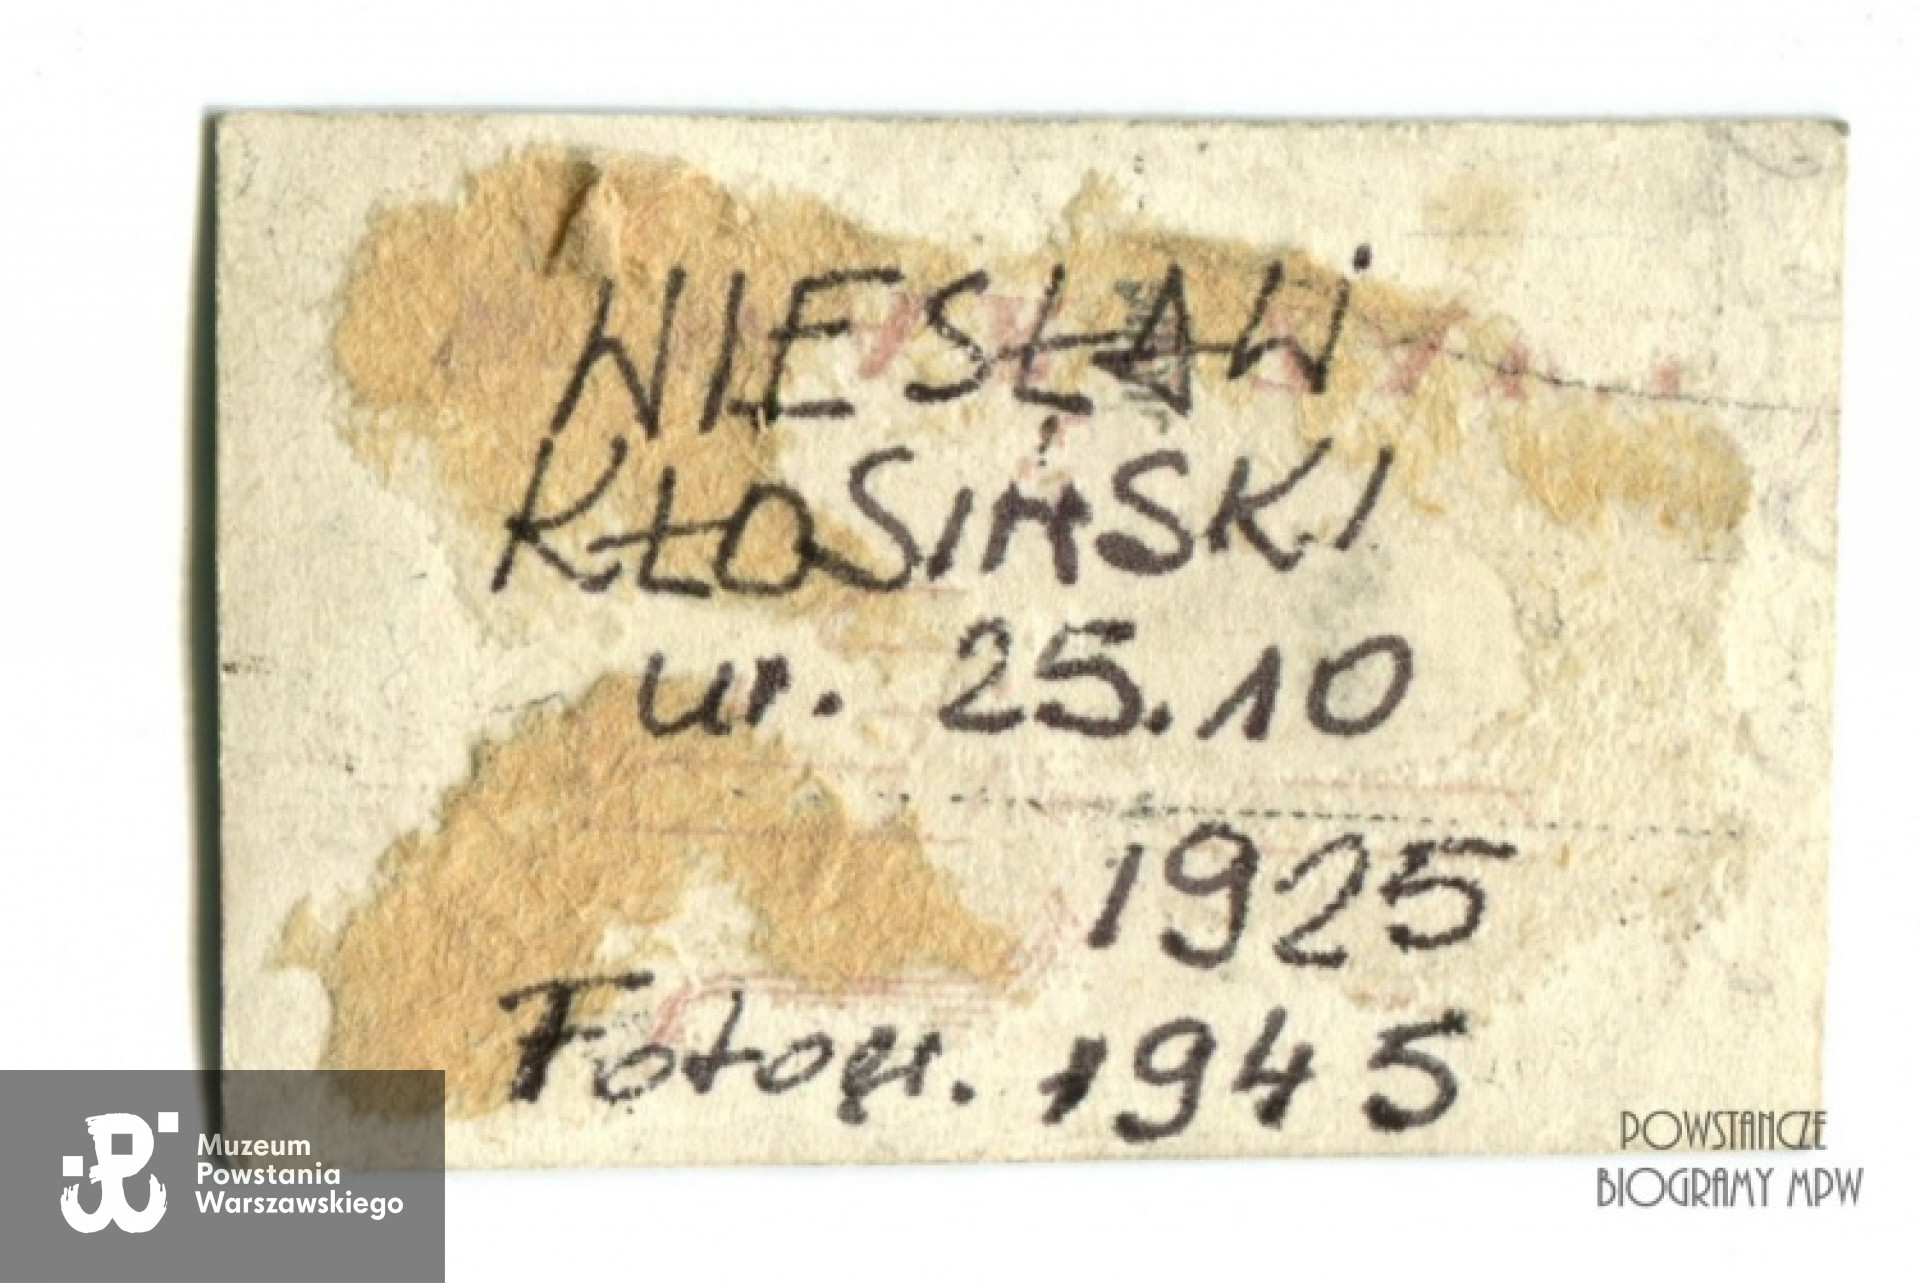 WIESŁAW
KŁOSIŃSKI
ur. 25.10
1925
Fotogr. 1945
Muzeum
Powstania
Warszawskiego
POWSTAŃCZE
BIOGRAMY MPW